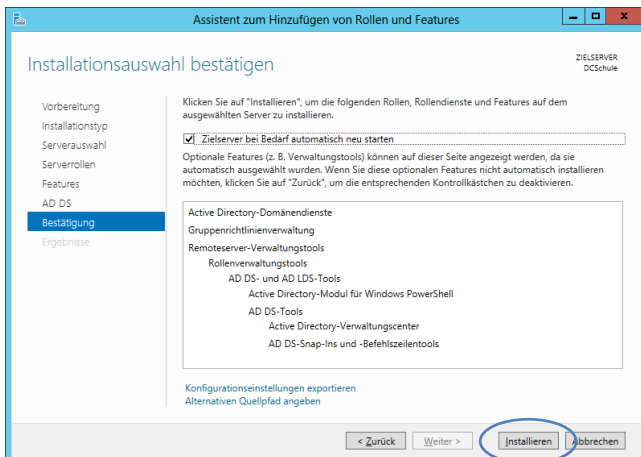 Assistent zum Hinzufügen von Rollen und Features
Installationsauswahl bestätigen
ZIELSERVER
DCSchule
Vorbereitung
Installationstyp
Serverauswahl
Serverrollen
Features
AD DS
Bestätigung
Ergebnisse
Klicken Sie auf "Installieren", um die folgenden Rollen, Rollendienste und Features auf dem
ausgewählten Server zu installieren.
Zielserver bei Bedarf automatisch neu starten
Optionale Features (z. B. Verwaltungstools) können auf dieser Seite angezeigt werden, da sie
automatisch ausgewählt wurden. Wenn Sie diese optionalen Features nicht automatisch installieren
möchten, klicken Sie auf "Zurück", um die entsprechenden Kontrollkästchen zu deaktivieren.
Active Directory-Domänendienste
Gruppenrichtlinienverwaltung
Remoteserver-Verwaltungstools
Rollenverwaltungstools
AD DS- und AD LDS-Tools
Active Directory-Modul für Windows PowerShell
AD DS-Tools
Active Directory-Verwaltungscenter
AD DS-Snap-Ins und -Befehlszeilentools
Konfigurationseinstellungen exportieren
Alternativen Quellpfad angeben
< Zurück Weiter > Installieren Abbrechen